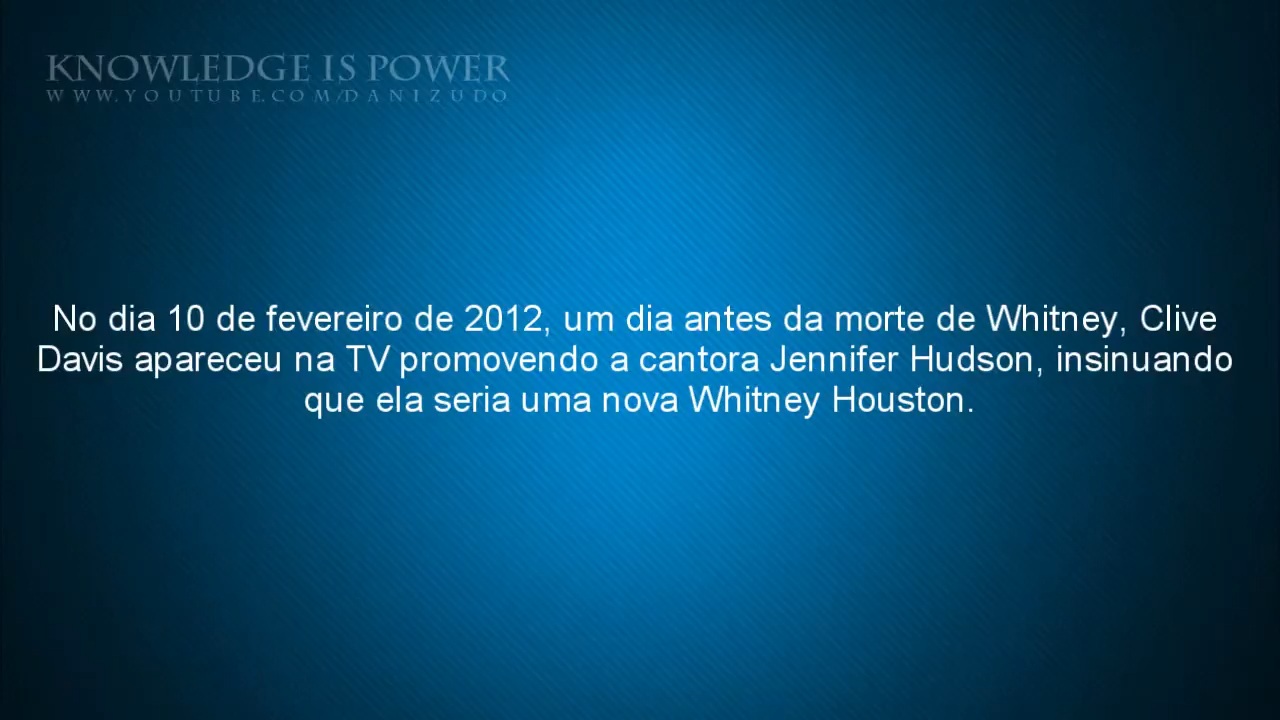 KNOWLEDGE IS POWER
WWW.YOUTUBE.COM/DANIZUDO
No dia 10 de fevereiro de 2012, um dia antes da morte de Whitney, Clive
Davis apareceu na TV promovendo a cantora Jennifer Hudson, insinuando
que ela seria uma nova Whitney Houston.